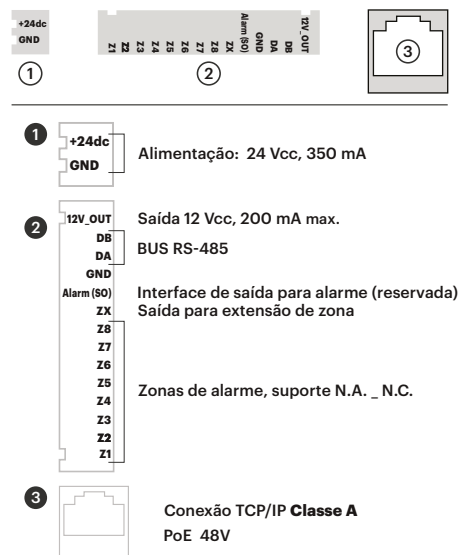 +24dc
GND
Z1
Z2
Z3
Z4
Z5
Z6
Z7
Z8
ZX
Alarm (SO)
GND
DA
DB
12V_OUT
3
1
2
1
+24dc
GND
Alimentação: 24 Vcc, 350 mA
2
12V_OUT
Saída 12 Vcc, 200 mA max.
DB
DA
BUS RS-485
GND
Alarm (SO)
Interface de saída para alarme (reservada)
ZX
Saída para extensão de zona
Z8
Z7
Z6
Z5
Z4
Z3
Z2
Z1
Zonas de alarme, suporte N.A. _ N.C.
3
Conexão TCP/IP Classe A
PoE 48V